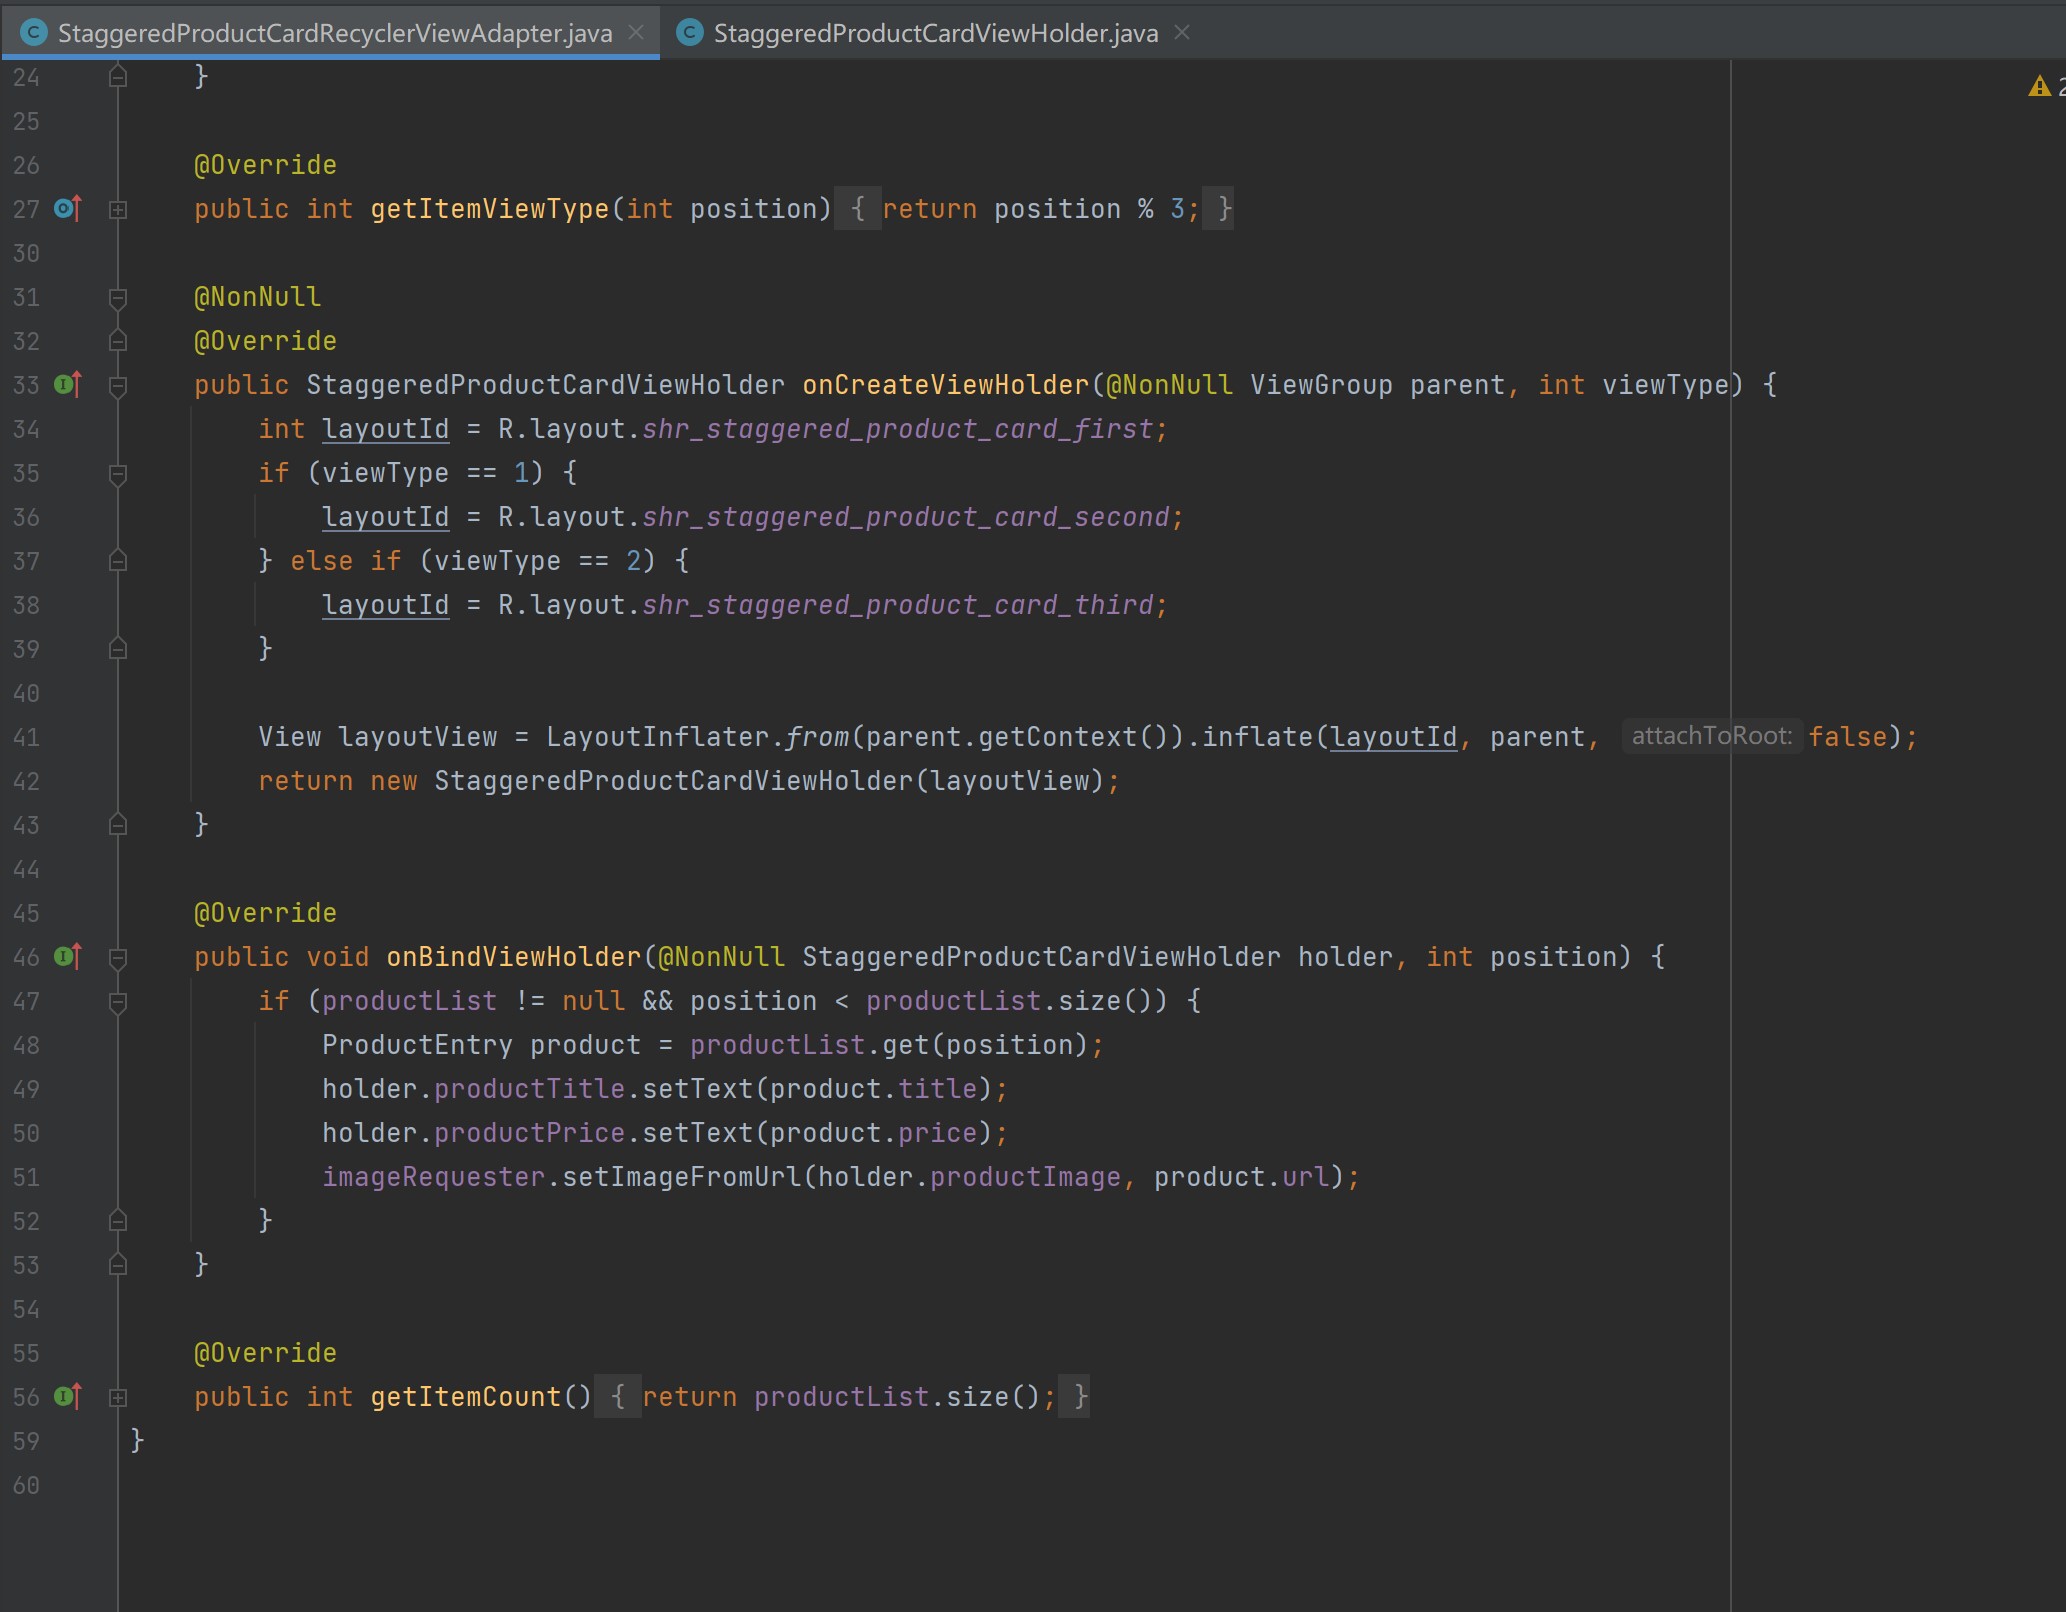 StaggeredProductCardRecyclerViewAdapter.java StaggeredProductCardViewHolder.java
24 }
25
26 @Override
27 public int getItemViewType(int position) { return position % 3; }
30
31 @NonNull
32 @Override
33 public StaggeredProductCardViewHolder onCreateViewHolder(@NonNull ViewGroup parent, int viewType) {
34 int layoutId = R.layout.shr_staggered_product_card_first;
35 if (viewType == 1) {
36 layoutId = R.layout.shr_staggered_product_card_second;
37 } else if (viewType == 2) {
38 layoutId = R.layout.shr_staggered_product_card_third;
39 }
40
41 View layoutView = LayoutInflater.from(parent.getContext()).inflate(layoutId, parent, attachToRoot: false);
42 return new StaggeredProductCardViewHolder(layoutView);
43 }
44
45 @Override
46 public void onBindViewHolder(@NonNull StaggeredProductCardViewHolder holder, int position) {
47 if (productList != null && position < productList.size()) {
48 ProductEntry product = productList.get(position);
49 holder.productTitle.setText(product.title);
50 holder.productPrice.setText(product.price);
51 imageRequester.setImageFromUrl(holder.productImage, product.url);
52 }
53 }
54
55 @Override
56 public int getItemCount() { return productList.size(); }
59 }
60